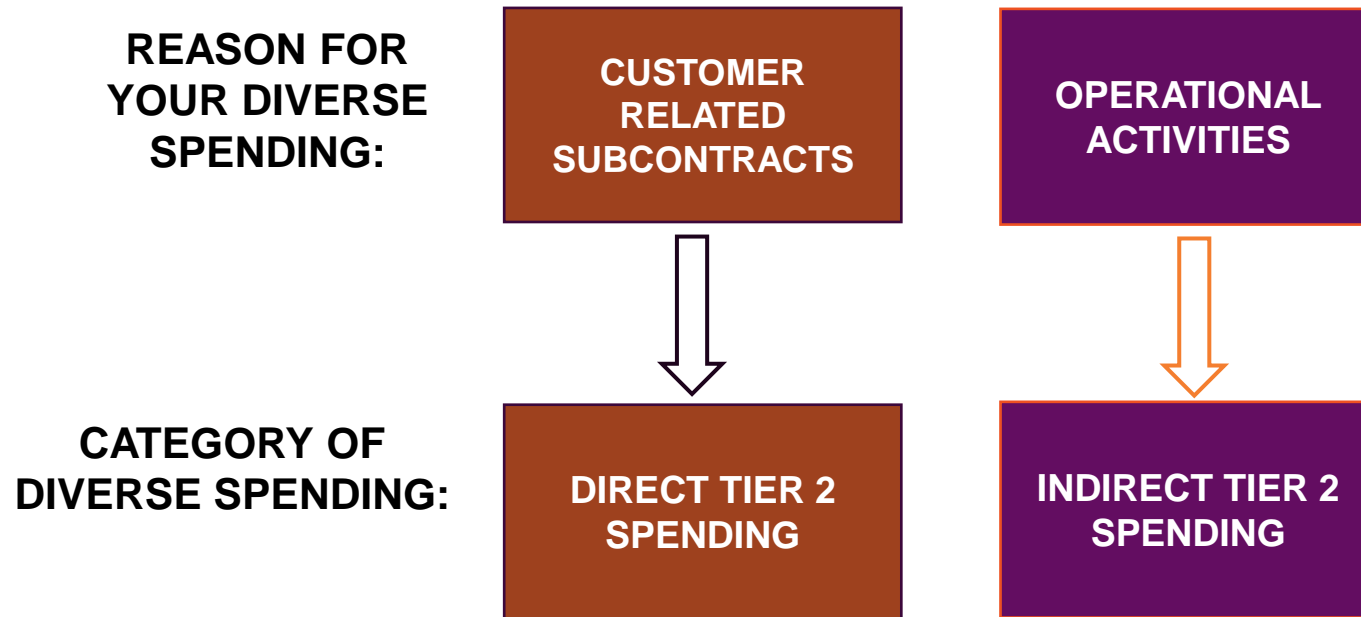 REASON FOR
YOUR DIVERSE
SPENDING:
CUSTOMER
RELATED
SUBCONTRACTS
OPERATIONAL
ACTIVITIES
CATEGORY OF
DIVERSE SPENDING:
DIRECT TIER 2
SPENDING
INDIRECT TIER 2
SPENDING